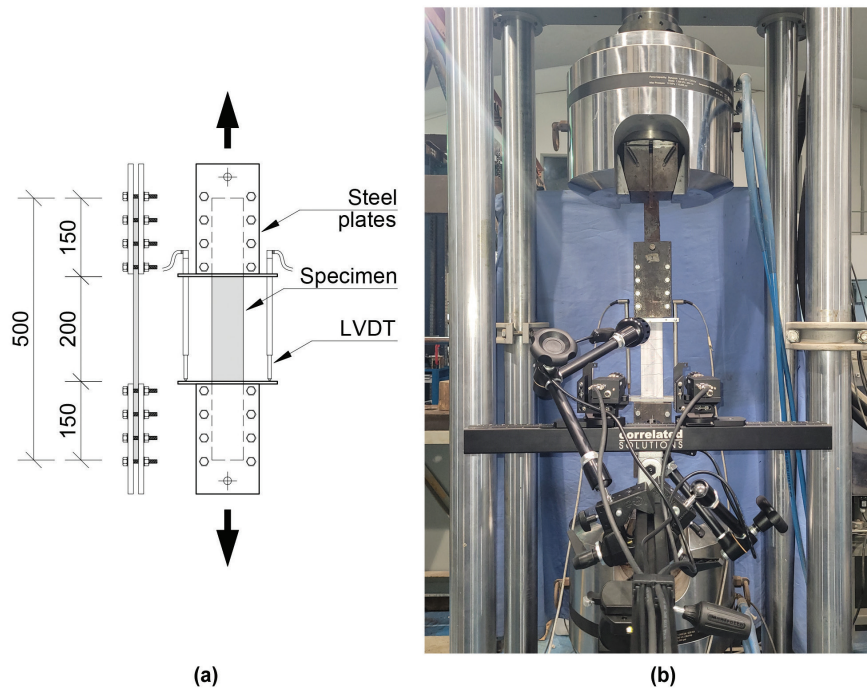 Steel
plates
Specimen
LVDT
500
150
200
150
correlated
SOLUTIONS
(a)
(b)